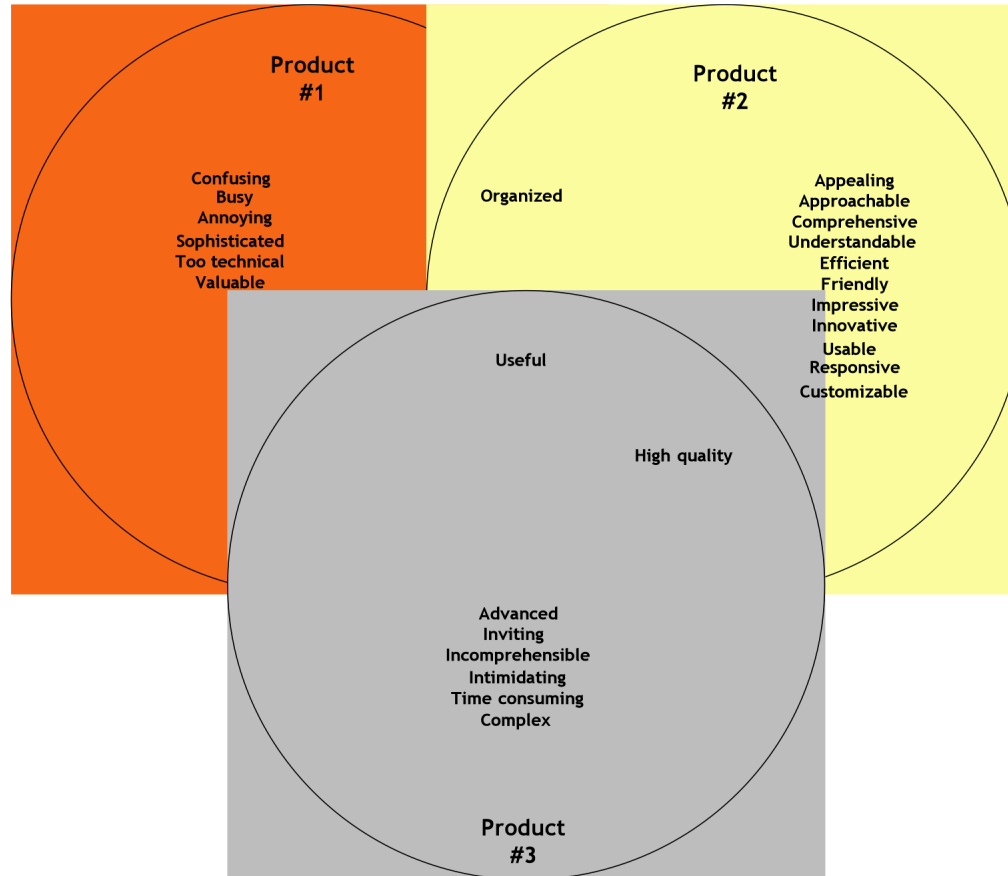 Product
#1
Confusing
Busy
Annoying
Sophisticated
Too technical
Valuable
Product
#2
Organized
Appealing
Approachable
Comprehensive
Understandable
Efficient
Friendly
Impressive
Innovative
Usable
Responsive
Customizable
Useful
High quality
Advanced
Inviting
Incomprehensible
Intimidating
Time consuming
Complex
Product
#3